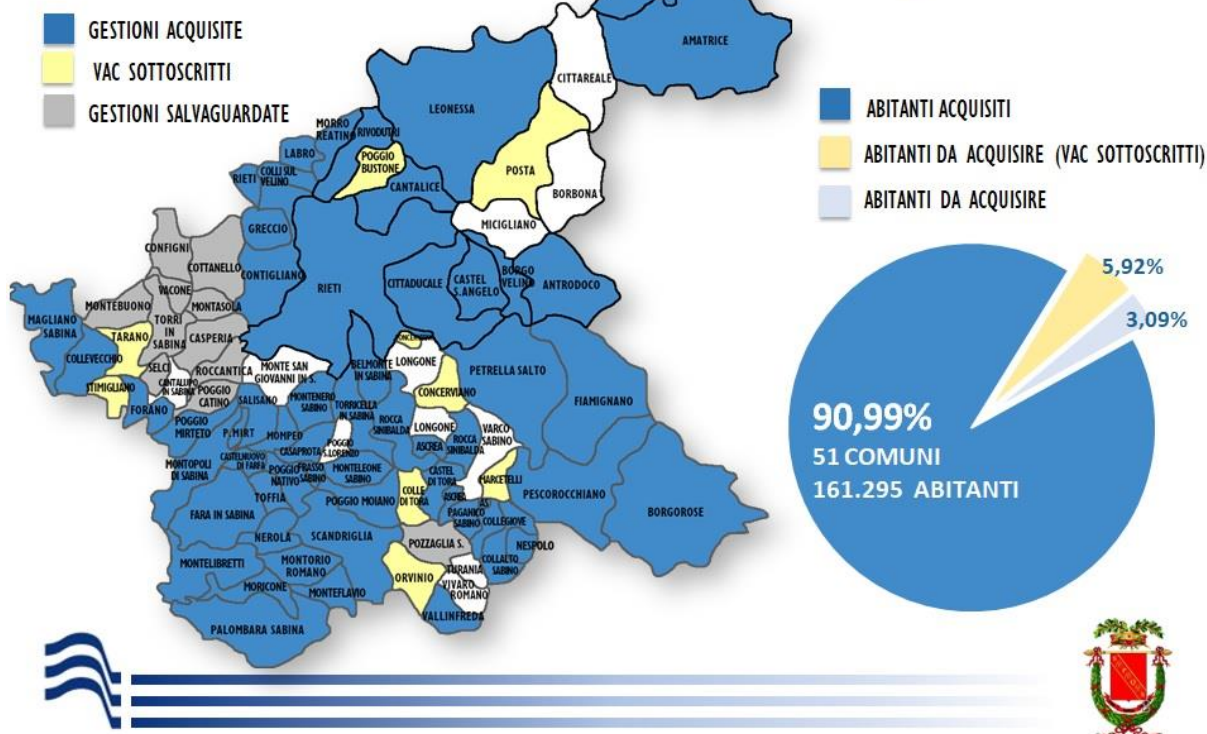 GESTIONI ACQUISITE
VAC SOTTOSCRITTI
GESTIONI SALVAGUARDATE
AMATRICE
CITTAREALE
LEONESSA
MORRO
REATINO
RIVODUTRI
LABRO
POGGIO
BUSTONE
POSTA
RIETI
COLLI SUL
VELINO
CANTALICE
BORBONA
MICIGLIANO
GRECCIO
CONFIGNI
COTTANELLO
CONTIGLIANO
RIETI
CITTADUCALE
CASTEL
S.ANGELO
BORGO
VELINO
ANTRODOCO
VACONE
MONTEBUONO
MONTASOLA
MAGLIANO
SABINA
TARANO
TORRI
IN
SABINA
CASPERIA
COLLEVECCHIO
SELCI
ROCCANTICA
MONTE SAN
GIOVANNI IN S.
BELMONTE
IN SABINA
LONGONE
PETRELLA SALTO
STIMIGLIANO
CANTALUPO
IN SABINA
POGGIO
CATINO
CONCERVIANO
FIAMIGNANO
FORANO
SALISANO
MONTENERO
SABINO
TORRICELLA
IN SABINA
ROCCA
SINIBALDA
LONGONE
VARCO
SABINO
POGGIO
MIRTETO
P.MIRT
MOMPEO
POGGIO
S.LORENZO
ASCREA
ROCCA
SINIBALDA
MONTOPOLI
DI SABINA
CASTELNUOVO
DI FARFA
CASAPROTA
POGGIO
NATIVO
FRASSO
SABINO
MONTELEONE
SABINO
CASTEL
DI TORA
MARCETELLI
TOFFIA
POGGIO MOIANO
COLLE
DI TORA
ASCREA
AS
PESCOROCCHIANO
FARA IN SABINA
PAGANICO
SABINO
COLLEGIOVE
BORGOROSE
NEROLA
SCANDRIGLIA
POZZAGLIA S.
NESPOLO
MONTELIBRETTI
MONTORIO
ROMANO
TURANIA
COLLALTO
SABINO
ORVINIO
MORICONE
MONTEFLAVIO
VIVARO
ROMANO
VALLINFREDA
PALOMBARA SABINA
ABITANTI ACQUISITI
ABITANTI DA ACQUISIRE (VAC SOTTOSCRITTI)
ABITANTI DA ACQUISIRE
5,92%
3,09%
90,99%
51 COMUNI
161.295 ABITANTI